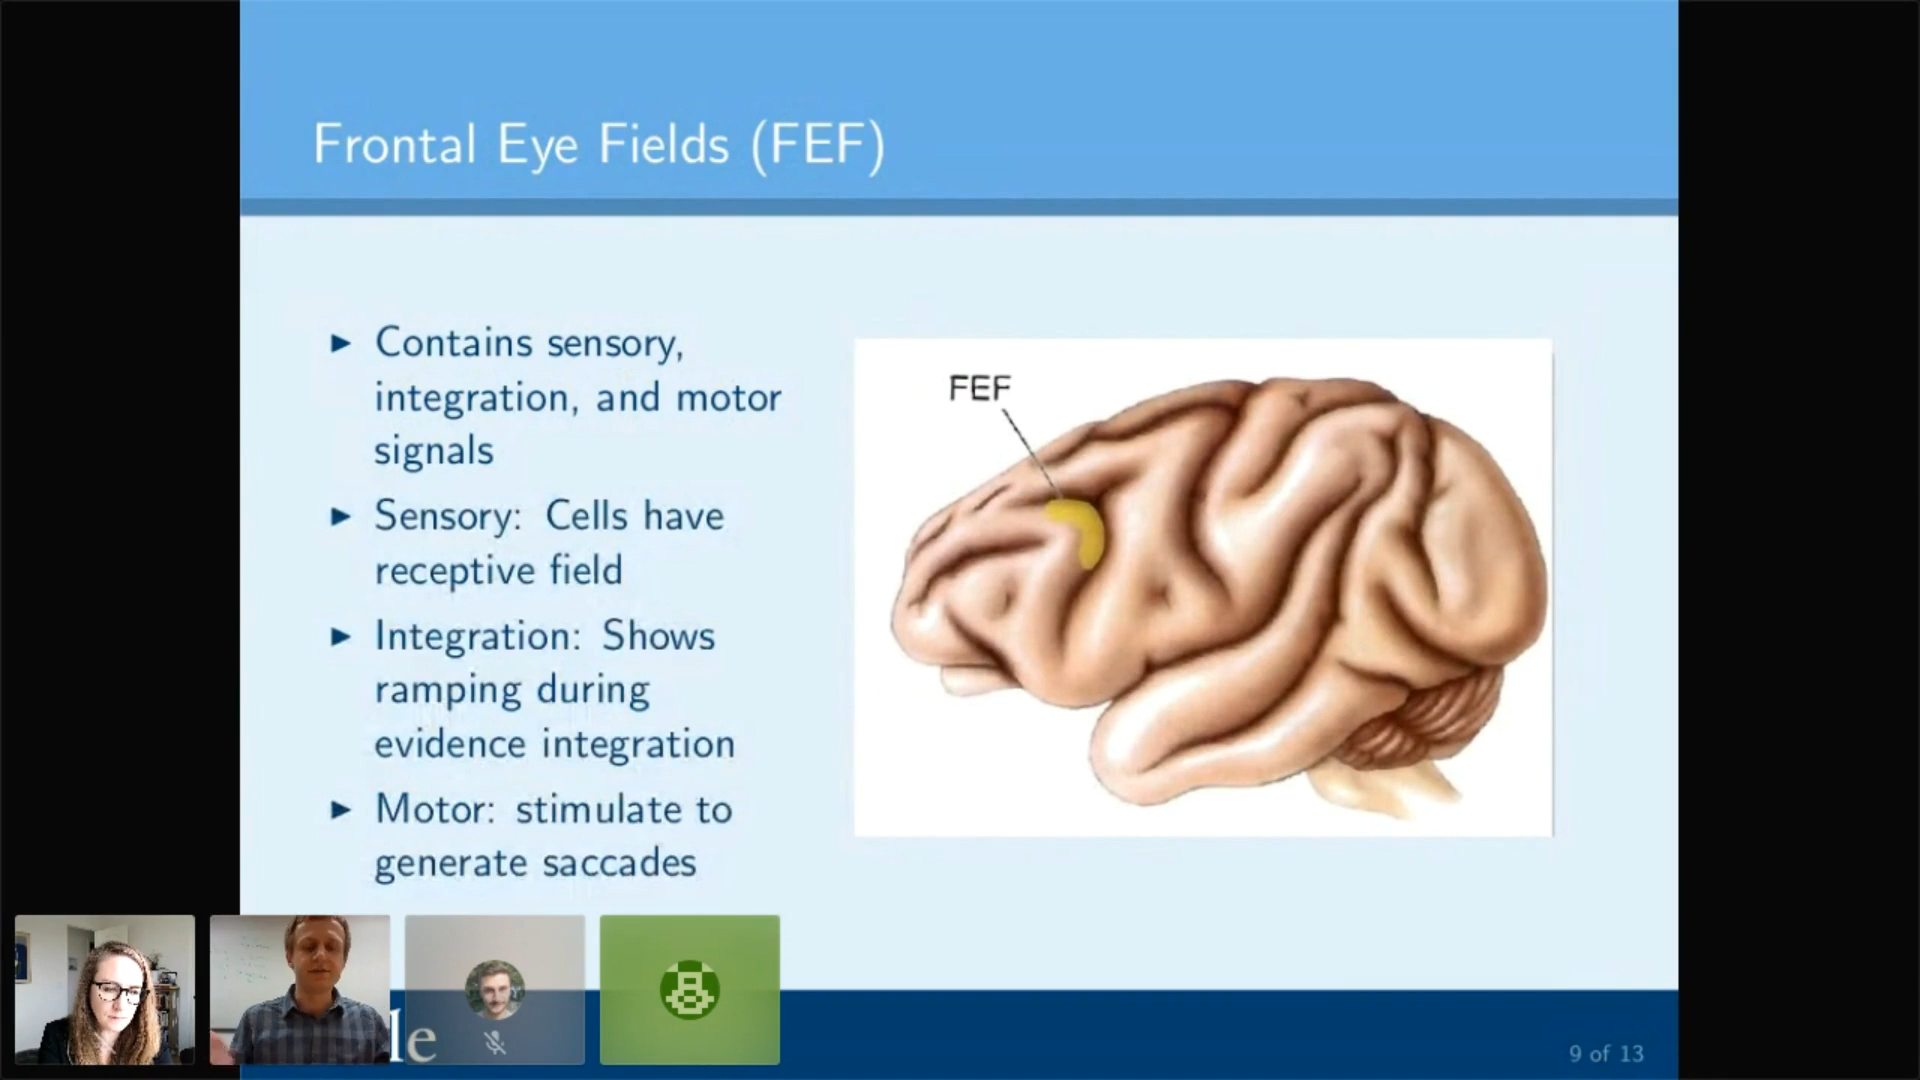 Frontal Eye Fields (FEF)
▶ Contains sensory,
integration, and motor
signals
▶ Sensory: Cells have
receptive field
▶ Integration: Shows
ramping during
evidence integration
▶ Motor: stimulate to
generate saccades
FEF
le
9 of 13